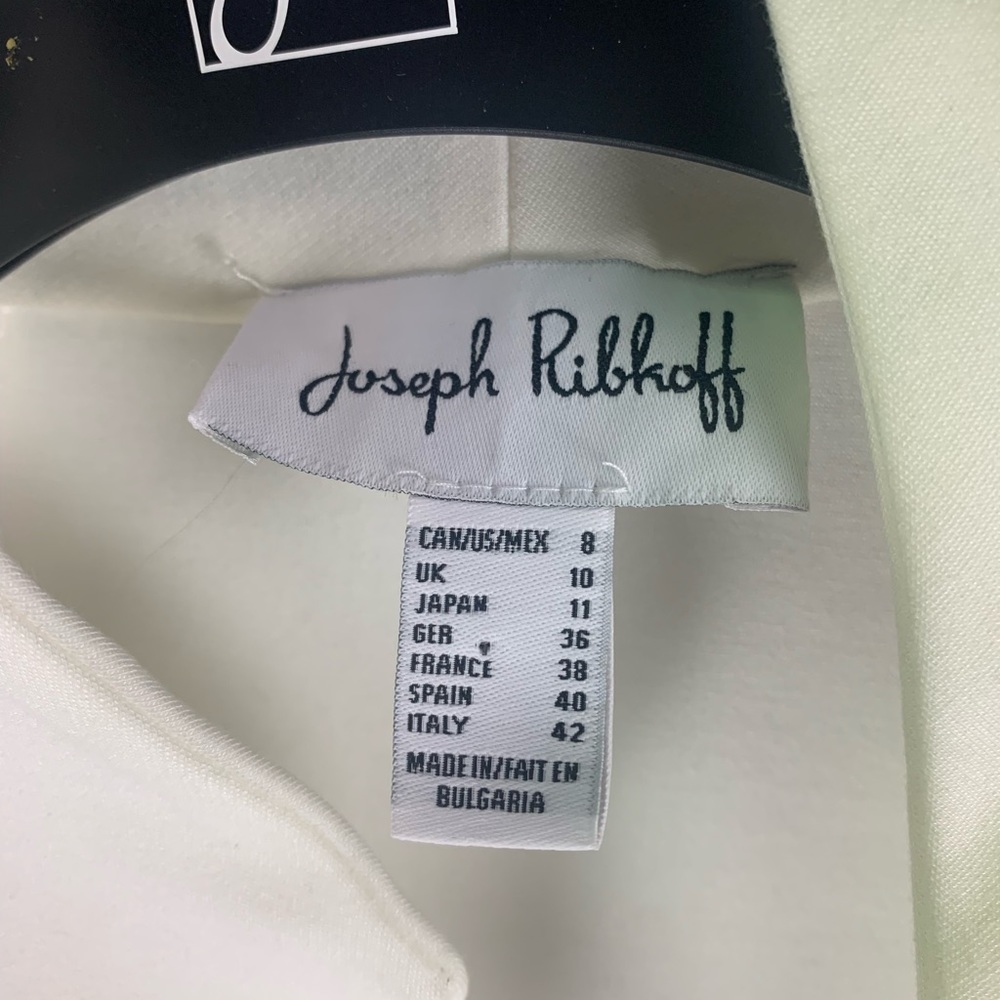 Joseph Ribkoff
CAN/US/MEX 8
UK 10
JAPAN 11
GER 36
FRANCE 38
SPAIN 40
ITALY 42
MADE IN/FAIT EN
BULGARIA